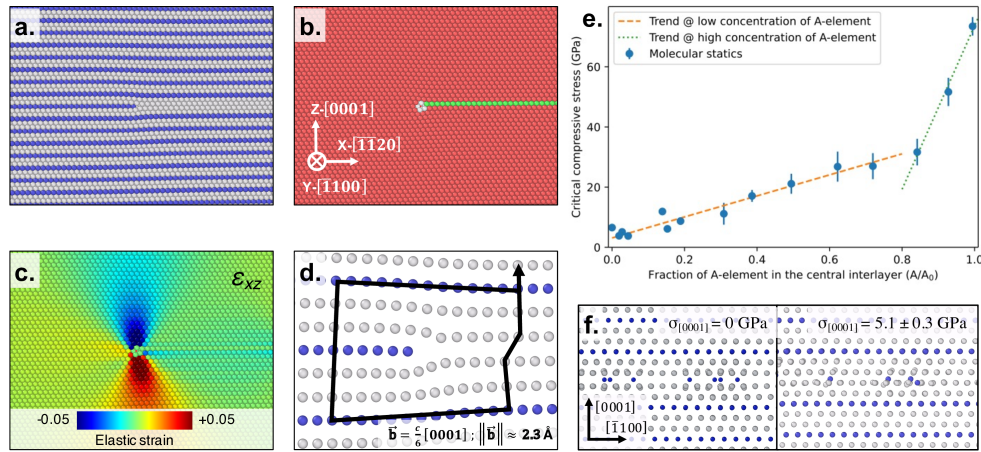 a.
b.
Z-[0001]
X-[1̅1̅20]
Y-[1̅100]
c.
ε_xz
-0.05
+0.05
Elastic strain
d.
b⃗ = c/6 [0001] ; ‖b⃗‖ ≈ 2.3 Å
e.
Trend @ low concentration of A-element
Trend @ high concentration of A-element
Molecular statics
Critical compressive stress (GPa)
60
40
20
0
0.0
0.2
0.4
0.6
0.8
1.0
Fraction of A-element in the central interlayer (A/A₀)
f.
σ[0001] = 0 GPa
σ[0001] = 5.1 ± 0.3 GPa
[0001]
[1̅100]